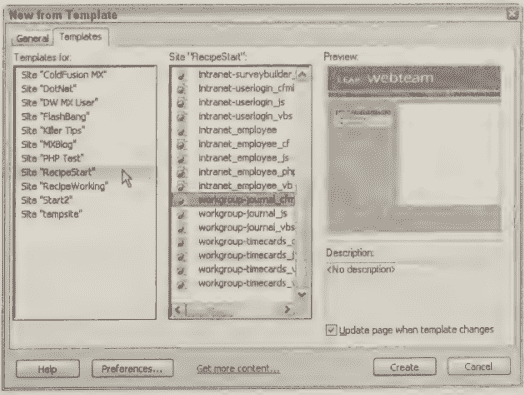 New from Template
General
Templates
Templates for:
Site "ColdFusion MX"
Site "DotNet"
Site "DW MX User"
Site "FlashBang"
Site "Killer Tips"
Site "MXBlog"
Site "PHP Test"
Site "RecipeStart"
Site "RecipeWorking"
Site "Start2"
Site "tempsite"
Site "RecipeStart":
intranet-surveybuilder_
intranet-userlogin_cfml
intranet-userlogin_js
intranet-userlogin_vbs
intranet_employee
intranet_employee_cf
intranet_employee_js
intranet_employee_php
intranet_employee_vb
workgroup-journal_cfm
workgroup-journal_js
workgroup-journal_vbs
workgroup-timecards_c
workgroup-timecards_j
workgroup-timecards_v
workgroup-timecards_v
Preview:
webteam
Description:
<No description>
Update page when template changes
Help
Preferences...
Get more content...
Create
Cancel